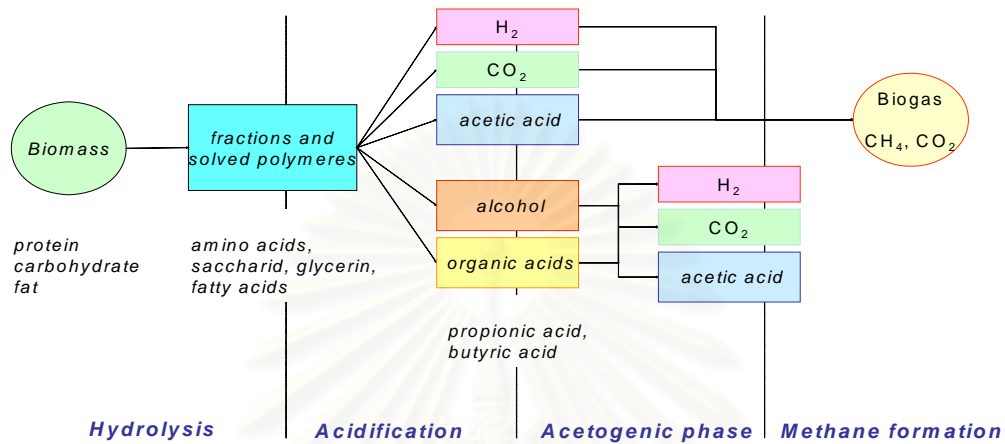 H₂
CO₂
acetic acid
Biogas
CH₄, CO₂
Biomass
fractions and
solved polymeres
alcohol
organic acids
H₂
CO₂
acetic acid
protein
carbohydrate
fat
amino acids,
saccharid, glycerin,
fatty acids
propionic acid,
butyric acid
Hydrolysis
Acidification
Acetogenic phase
Methane formation